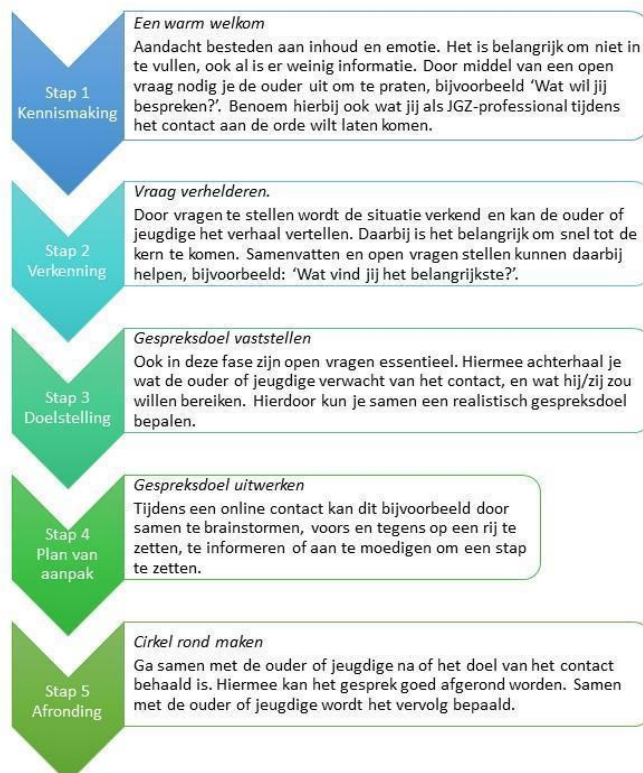 Stap 1
Kennismaking
Een warm welkom
Aandacht besteden aan inhoud en emotie. Het is belangrijk om niet in
te vullen, ook al is er weinig informatie. Door middel van een open
vraag nodig je de ouder uit om te praten, bijvoorbeeld ‘Wat wil jij
bespreken?’. Benoem hierbij ook wat jij als JGZ-professional tijdens
het contact aan de orde wilt laten komen.
Stap 2
Verkenning
Vraag verhelderen.
Door vragen te stellen wordt de situatie verkend en kan de ouder of
jeugdige het verhaal vertellen. Daarbij is het belangrijk om snel tot de
kern te komen. Samenvatten en open vragen stellen kunnen daarbij
helpen, bijvoorbeeld: ‘Wat vind jij het belangrijkste?’.
Stap 3
Doelstelling
Gespreksdoel vaststellen
Ook in deze fase zijn open vragen essentieel. Hiermee achterhaal je
wat de ouder of jeugdige verwacht van het contact, en wat hij/zij zou
willen bereiken. Hierdoor kun je samen een realistisch gespreksdoel
bepalen.
Stap 4
Plan van
aanpak
Gespreksdoel uitwerken
Tijdens een online contact kan dit bijvoorbeeld door
samen te brainstormen, voors en tegens op een rij te
zetten, te informeren of aan te moedigen om een stap
te zetten.
Stap 5
Afronding
Cirkel rond maken
Ga samen met de ouder of jeugdige na of het doel van het contact
behaald is. Hiermee kan het gesprek goed afgerond worden. Samen
met de ouder of jeugdige wordt het vervolg bepaald.